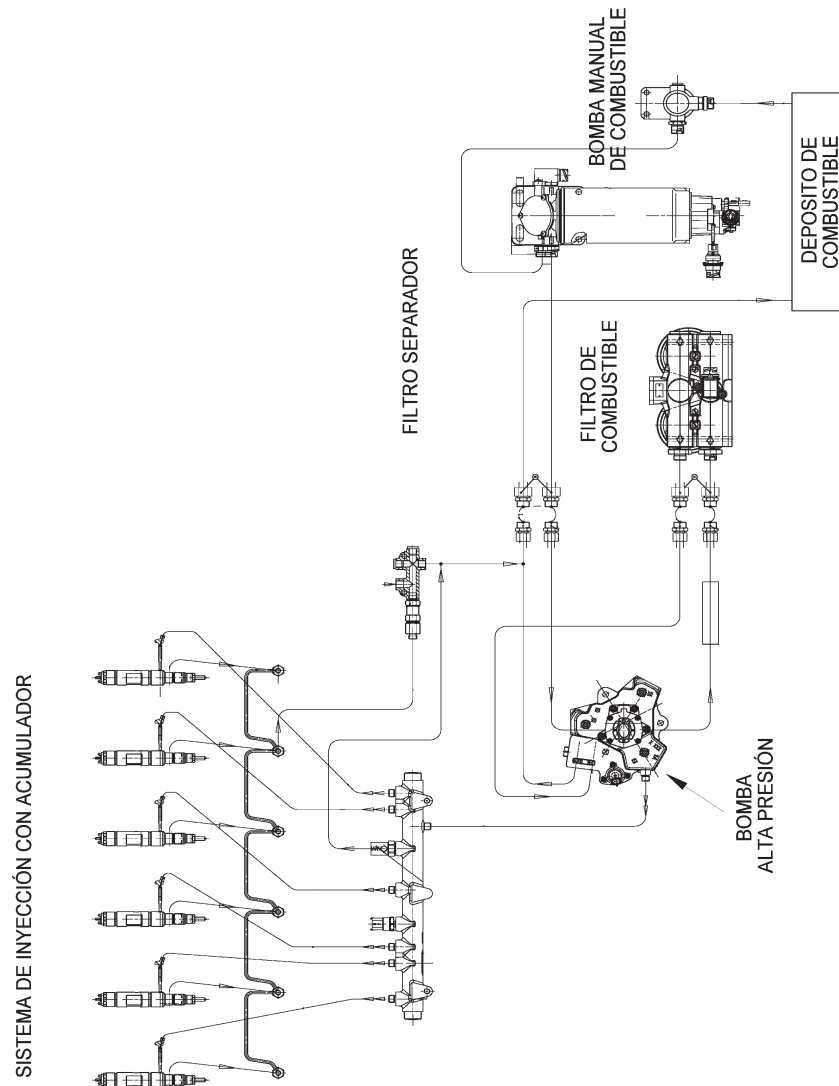 SISTEMA DE INYECCIÓN CON ACUMULADOR
FILTRO SEPARADOR
BOMBA MANUAL
DE COMBUSTIBLE
FILTRO DE
COMBUSTIBLE
DEPOSITO DE
COMBUSTIBLE
BOMBA
ALTA PRESIÓN